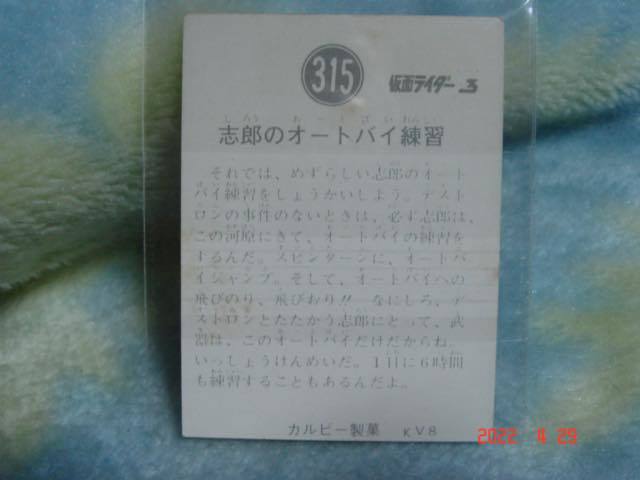 315
仮面ライダーV3
志郎のオートバイ練習
それでは、めずらしい志郎のオート
バイ練習をしょうかいしよう。デスト
ロンの事件のないときは、必ず志郎は、
この河原にきて、オートバイの練習を
するんだ。スピンターンに、オートバ
イジャンプ。そして、オートバイへの
飛びのり、飛びおり!! なにしろ、デ
ストロンとたたかう志郎にとって、武
器は、このオートバイだけだからね。
いっしょうけんめいだ。1日に6時間
も練習することもあるんだよ。
カルビー製菓 KV8
2022 4 29